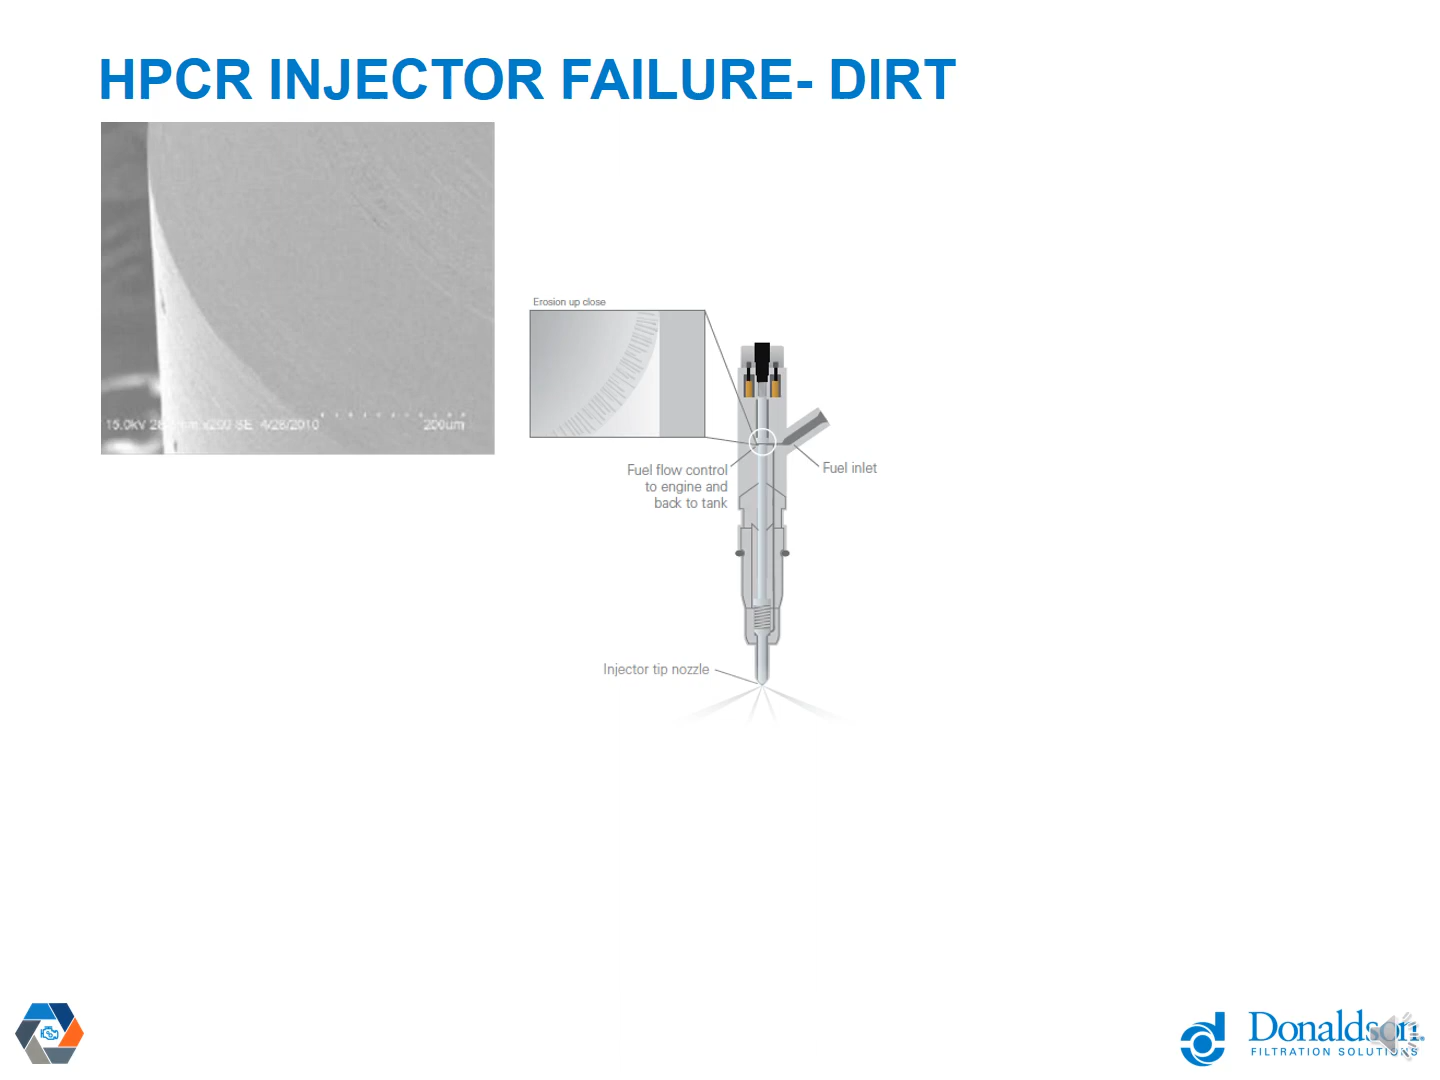 HPCR INJECTOR FAILURE- DIRT
15.0kV x200 SE 4/28/2010
200um
Erosion up close
Fuel flow control
to engine and
back to tank
Fuel inlet
Injector tip nozzle
Donaldson
FILTRATION SOLUTIONS